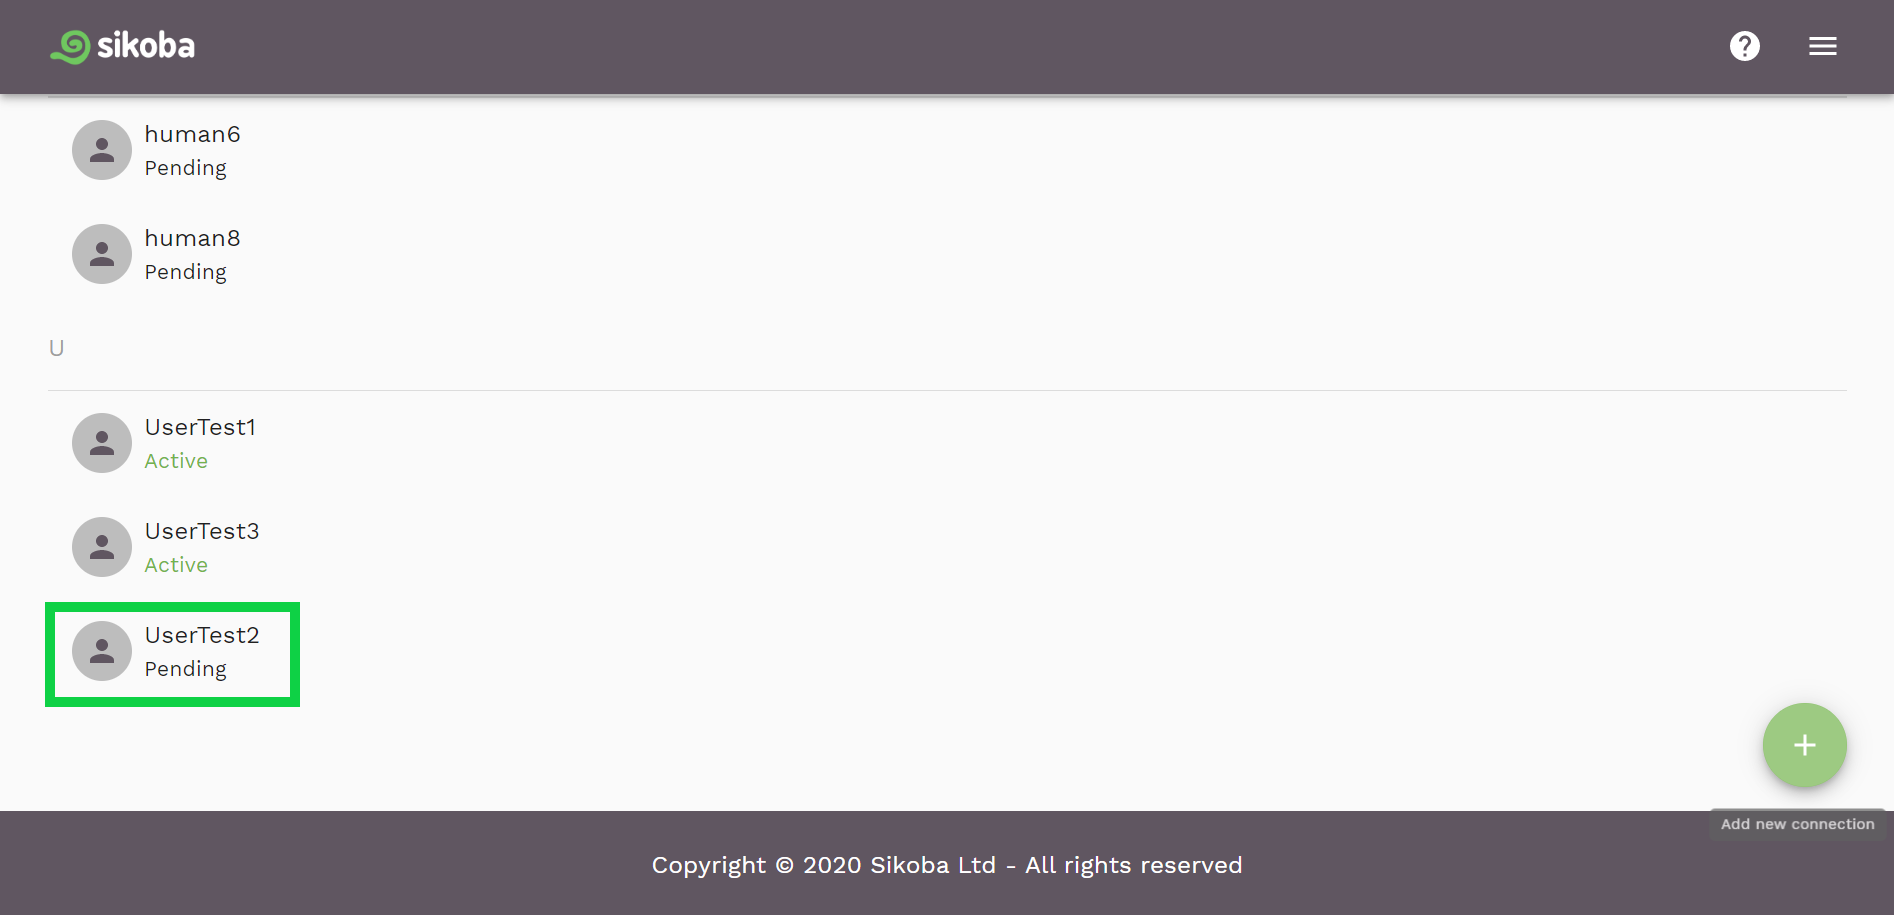 sikoba
human6
Pending
human8
Pending
U
UserTest1
Active
UserTest3
Active
UserTest2
Pending
Add new connection
Copyright © 2020 Sikoba Ltd - All rights reserved